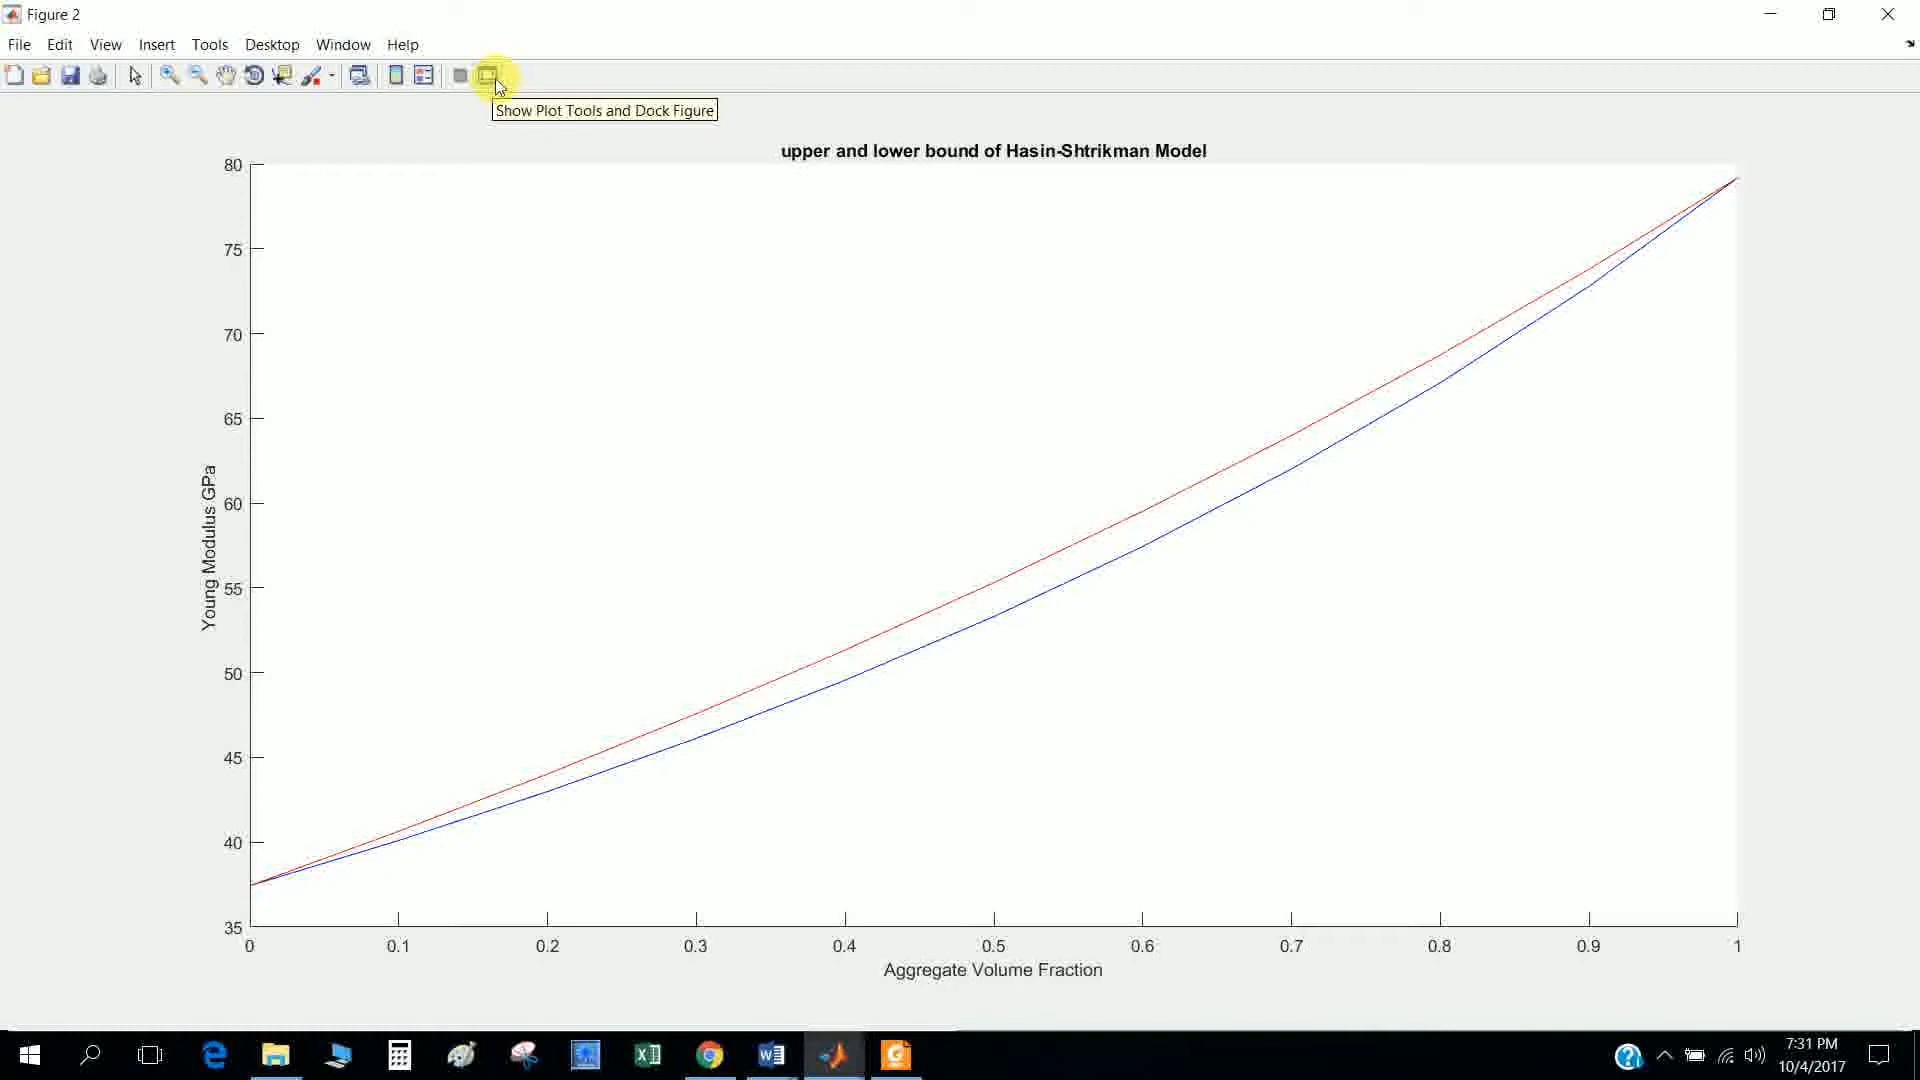 Figure 2
File Edit View Insert Tools Desktop Window Help
Show Plot Tools and Dock Figure
upper and lower bound of Hasin-Shtrikman Model
80
75
70
65
60
55
50
45
40
35
Young Modulus GPa
0 0.1 0.2 0.3 0.4 0.5 0.6 0.7 0.8 0.9 1
Aggregate Volume Fraction
7:31 PM
10/4/2017